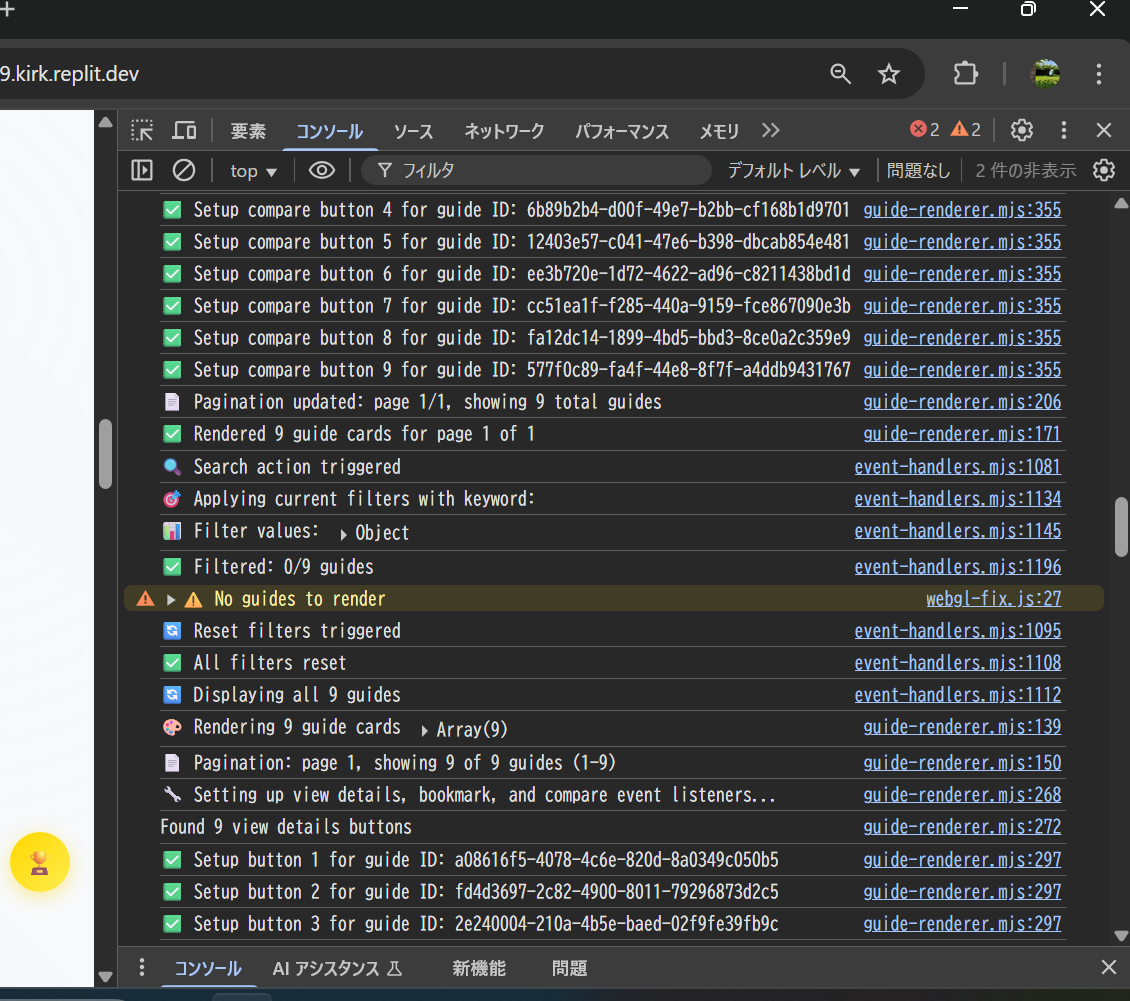 9.kirk.replit.dev
要素 コンソール ソース ネットワーク パフォーマンス メモリ 2 2
top フィルタ デフォルト レベル 問題なし 2 件の非表示
Setup compare button 4 for guide ID: 6b89b2b4-d00f-49e7-b2bb-cf168b1d9701 guide-renderer.mjs:355
Setup compare button 5 for guide ID: 12403e57-c041-47e6-b398-dbcab854e481 guide-renderer.mjs:355
Setup compare button 6 for guide ID: ee3b720e-1d72-4622-ad96-c8211438bd1d guide-renderer.mjs:355
Setup compare button 7 for guide ID: cc51ea1f-f285-440a-9159-fce867090e3b guide-renderer.mjs:355
Setup compare button 8 for guide ID: fa12dc14-1899-4bd5-bbd3-8ce0a2c359e9 guide-renderer.mjs:355
Setup compare button 9 for guide ID: 577f0c89-fa4f-44e8-8f7f-a4ddb9431767 guide-renderer.mjs:355
Pagination updated: page 1/1, showing 9 total guides guide-renderer.mjs:206
Rendered 9 guide cards for page 1 of 1 guide-renderer.mjs:171
Search action triggered event-handlers.mjs:1081
Applying current filters with keyword: event-handlers.mjs:1134
Filter values: Object event-handlers.mjs:1145
Filtered: 0/9 guides event-handlers.mjs:1196
No guides to render webgl-fix.js:27
Reset filters triggered event-handlers.mjs:1095
All filters reset event-handlers.mjs:1108
Displaying all 9 guides event-handlers.mjs:1112
Rendering 9 guide cards Array(9) guide-renderer.mjs:139
Pagination: page 1, showing 9 of 9 guides (1-9) guide-renderer.mjs:150
Setting up view details, bookmark, and compare event listeners... guide-renderer.mjs:268
Found 9 view details buttons guide-renderer.mjs:272
Setup button 1 for guide ID: a08616f5-4078-4c6e-820d-8a0349c050b5 guide-renderer.mjs:297
Setup button 2 for guide ID: fd4d3697-2c82-4900-8011-79296873d2c5 guide-renderer.mjs:297
Setup button 3 for guide ID: 2e240004-210a-4b5e-baed-02f9fe39fb9c guide-renderer.mjs:297
コンソール AI アシスタンス 新機能 問題